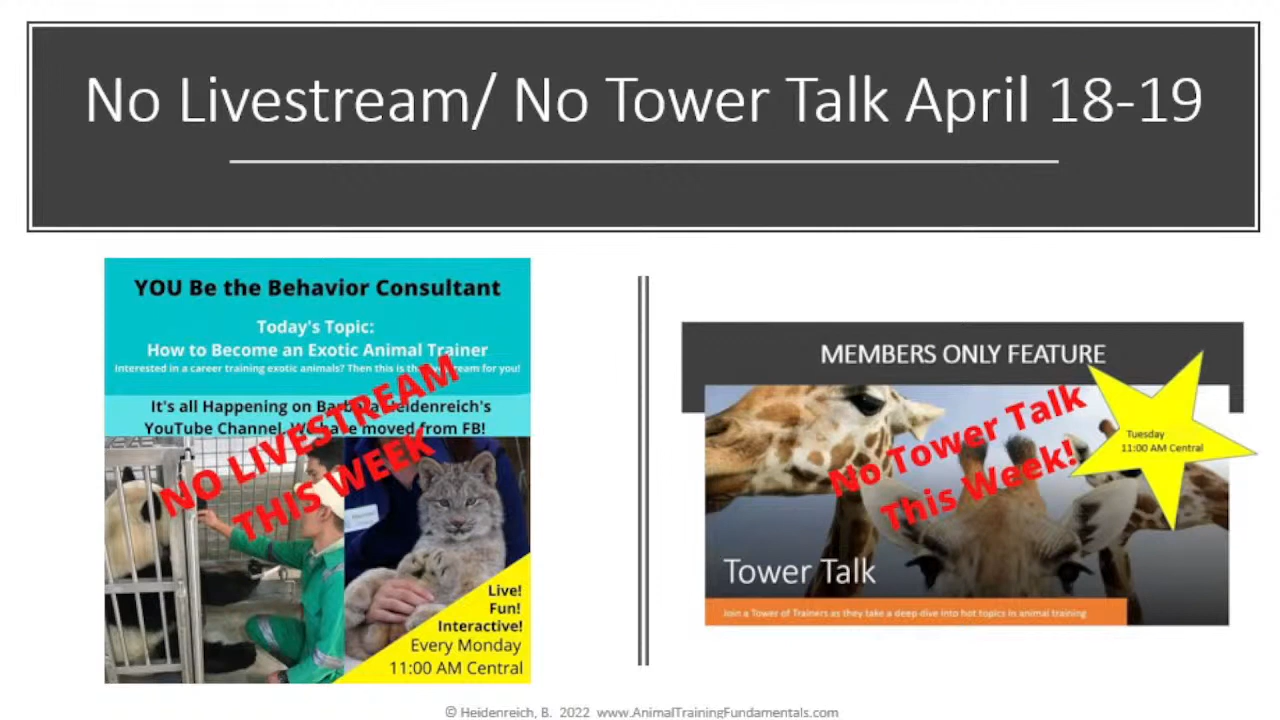 No Livestream/ No Tower Talk April 18-19
YOU Be the Behavior Consultant
Today's Topic:
How to Become an Exotic Animal Trainer
Interested in a career training exotic animals? Then this is the livestream for you!
It's all Happening on Barbara Heidenreich's
YouTube Channel. We have moved from FB!
NO LIVESTREAM
THIS WEEK
Live!
Fun!
Interactive!
Every Monday
11:00 AM Central
MEMBERS ONLY FEATURE
Tuesday
11:00 AM Central
No Tower Talk
This Week!
Tower Talk
Join a Tower of Trainers as they take a deep dive into hot topics in animal training
© Heidenreich, B. 2022 www.AnimalTrainingFundamentals.com